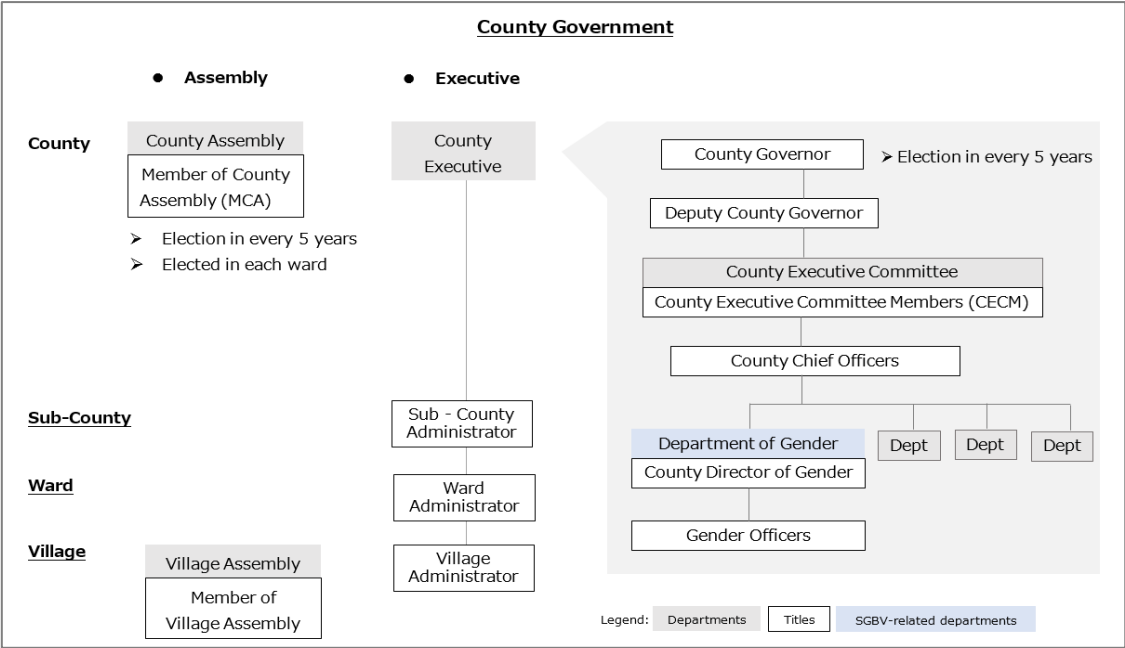 County Government
● Assembly
● Executive
County
County Assembly
Member of County
Assembly (MCA)
➤ Election in every 5 years
➤ Elected in each ward
County
Executive
County Governor
➤ Election in every 5 years
Deputy County Governor
County Executive Committee
County Executive Committee Members (CECM)
County Chief Officers
Department of Gender
County Director of Gender
Gender Officers
Dept
Dept
Dept
Sub-County
Sub - County
Administrator
Ward
Ward
Administrator
Village
Village Assembly
Member of
Village Assembly
Village
Administrator
Legend: Departments Titles SGBV-related departments